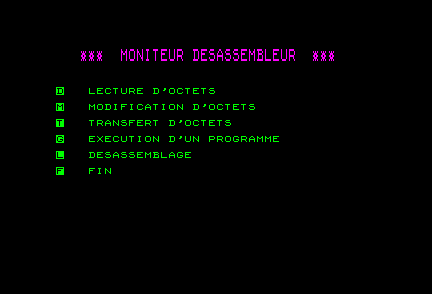 *** MONITEUR DESASSEMBLEUR ***
D LECTURE D'OCTETS
M MODIFICATION D'OCTETS
T TRANSFERT D'OCTETS
G EXECUTION D'UN PROGRAMME
L DESASSEMBLAGE
F FIN